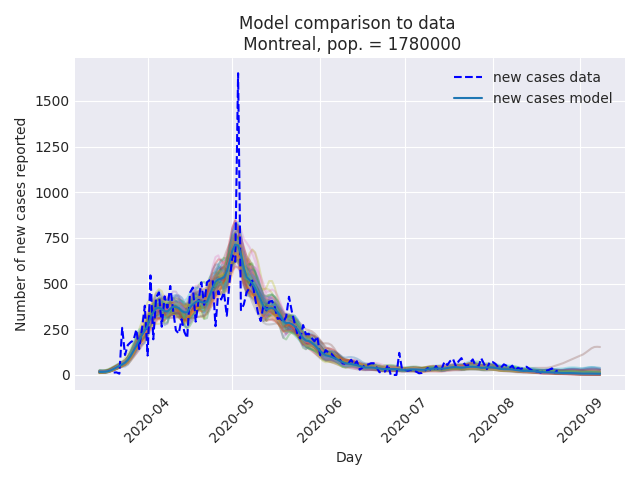 Model comparison to data
Montreal, pop. = 1780000
new cases data
new cases model
Number of new cases reported
1500
1250
1000
750
500
250
0
2020-04
2020-05
2020-06
2020-07
2020-08
2020-09
Day